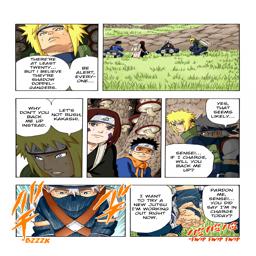 BE
ALERT,
EVERY-
ONE...
THERE'RE
AT LEAST
TWENTY...
BUT I
BELIEVE
THEY'RE
SHADOW
DOPPEL-
GANGERS.
YES,
THAT
SEEMS
LIKELY...
SENSEI...
IF I
CHARGE,
WILL YOU
BACK
ME UP?
LET'S
NOT RUSH,
KAKASHI.
WHY
DON'T YOU
BACK
ME UP
INSTEAD.
PARDON
ME,
SENSEI...
YOU DID
SAY I'M IN
CHARGE
TODAY?
FWP FWP FWP
I WANT
TO TRY A
NEW JUTSU
I'M
WORKING
OUT RIGHT
NOW.
BZZZK